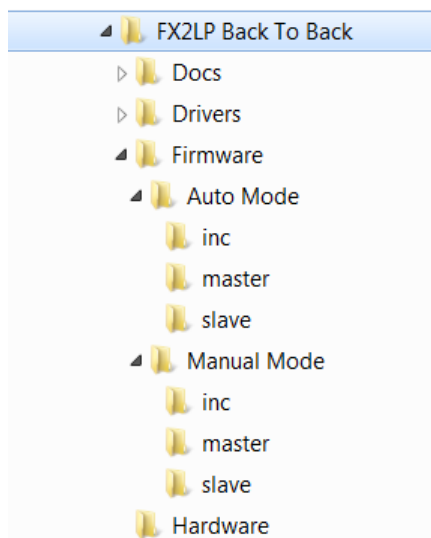 FX2LP Back To Back
Docs
Drivers
Firmware
Auto Mode
inc
master
slave
Manual Mode
inc
master
slave
Hardware